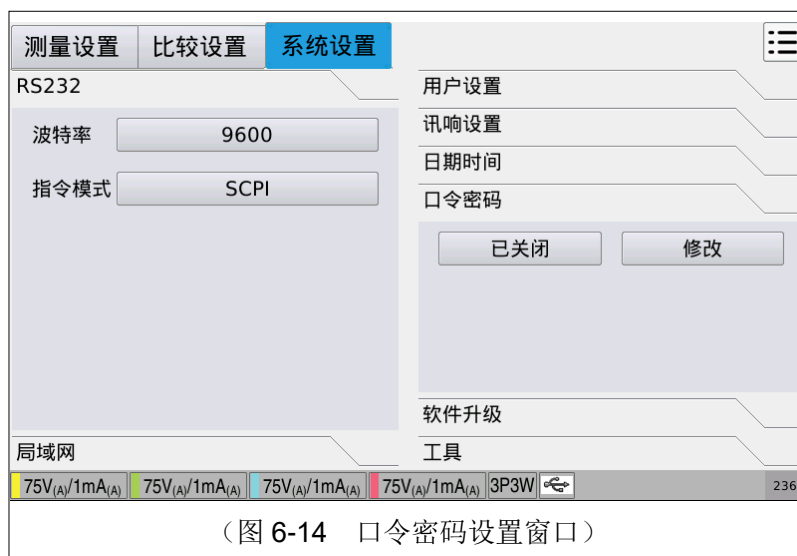 测量设置 比较设置 系统设置
RS232
波特率 9600
指令模式 SCPI
局域网
用户设置
讯响设置
日期时间
口令密码
已关闭 修改
软件升级
工具
75V(A)/1mA(A) 75V(A)/1mA(A) 75V(A)/1mA(A) 75V(A)/1mA(A) 3P3W 236
（图 6-14 口令密码设置窗口）